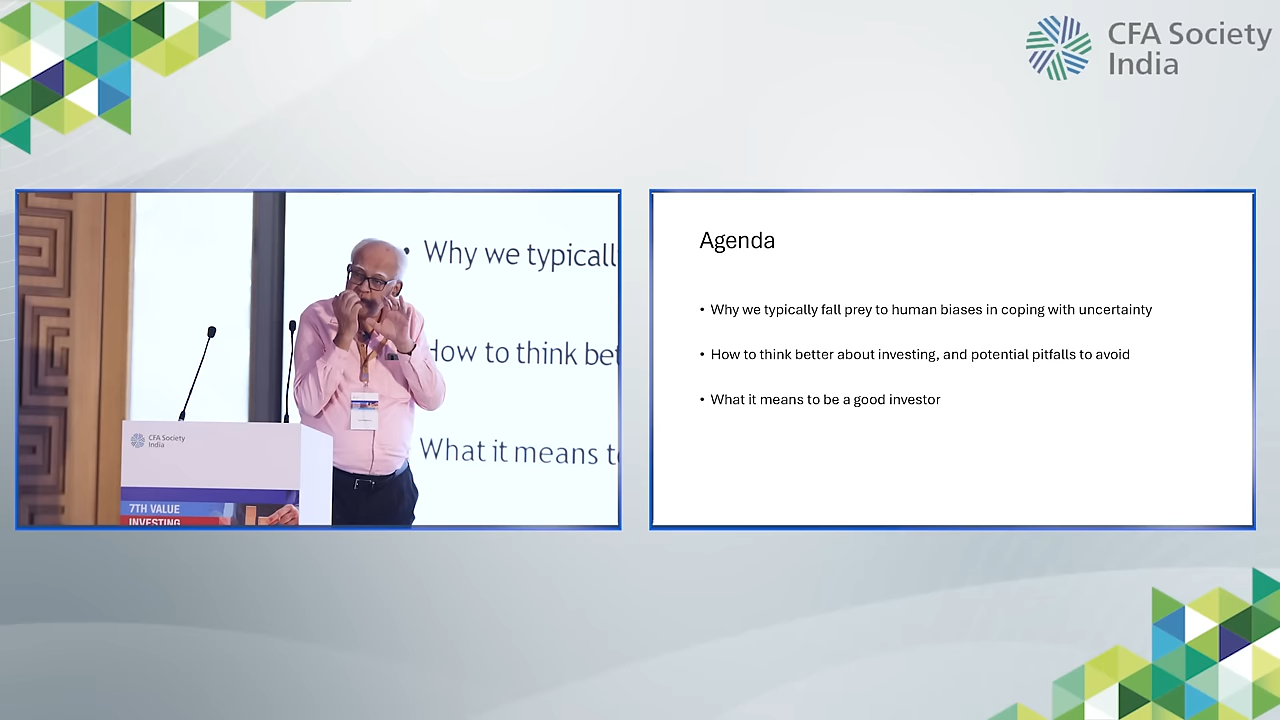 CFA Society
India
• Why we typicall
How to think bet
What it means t
CFA Society
India
7TH VALUE
INVESTING
Agenda
• Why we typically fall prey to human biases in coping with uncertainty
• How to think better about investing, and potential pitfalls to avoid
• What it means to be a good investor